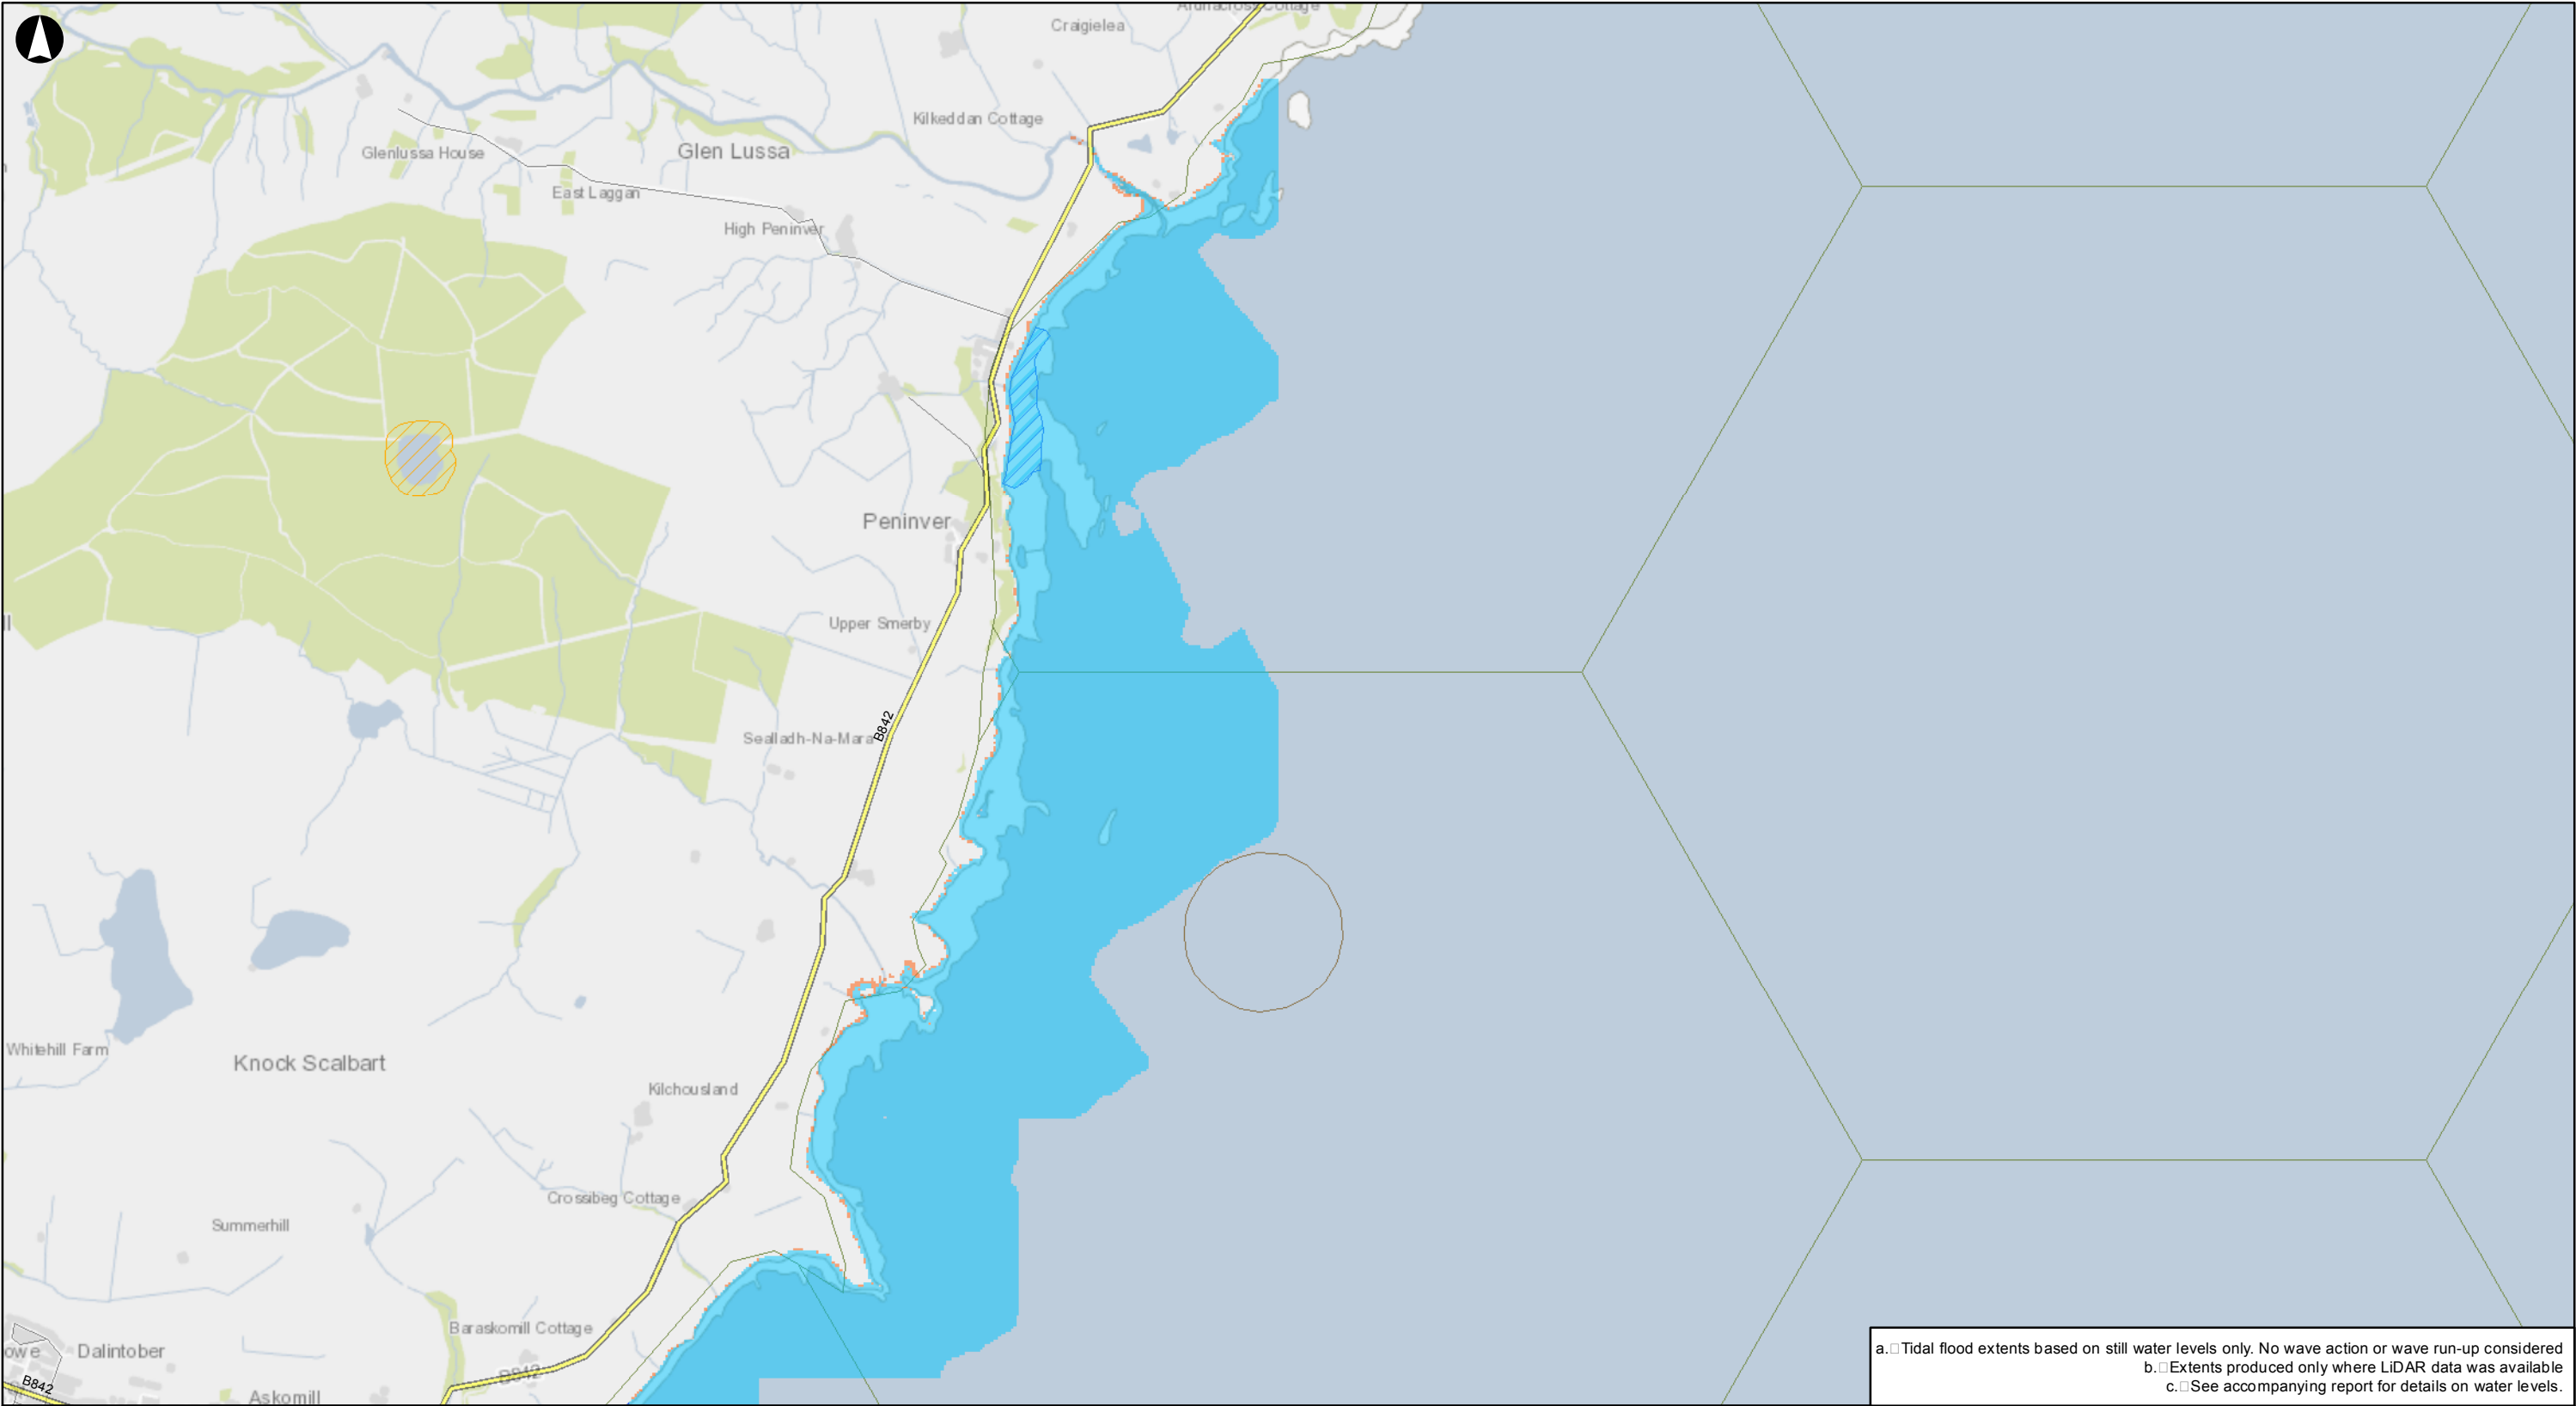 Ardnacross Cottage
Craigielea
Kilkeddan Cottage
Glenlussa House
Glen Lussa
East Laggan
High Peninver
Peninver
Upper Smerby
B842
Sealladh-Na-Mara
Whitehill Farm
Knock Scalbart
Kilchousland
Crossibeg Cottage
Summerhill
Baraskomill Cottage
owe
Dalintober
B842
B842
Askomill
a. Tidal flood extents based on still water levels only. No wave action or wave run-up considered
b. Extents produced only where LiDAR data was available
c. See accompanying report for details on water levels.